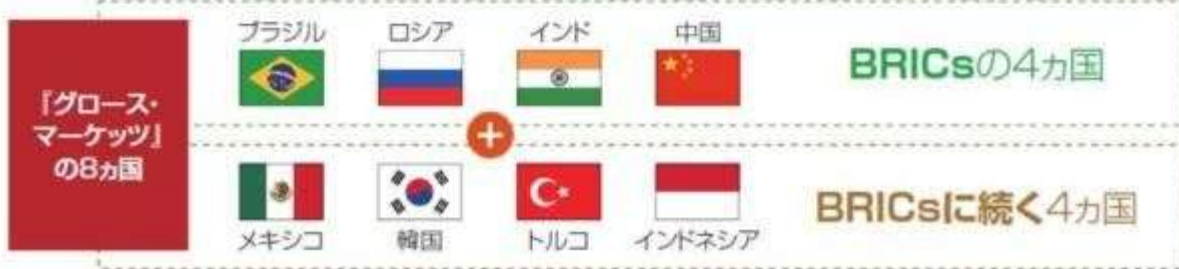 『グロース・
マーケッツ』
の8ヵ国
ブラジル ロシア インド 中国
BRICsの4ヵ国
+
メキシコ 韓国 トルコ インドネシア
BRICsに続く4ヵ国